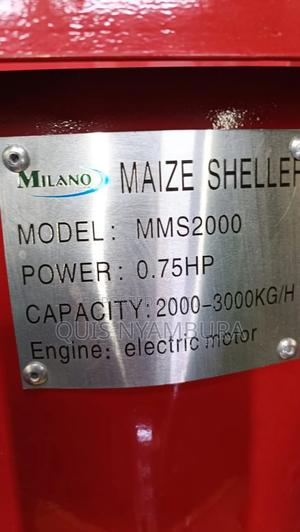 MILANO MAIZE SHELLER
MODEL: MMS2000
POWER: 0.75HP
CAPACITY: 2000-3000KG/H
QUIS NYAMBURA
Engine: electric motor